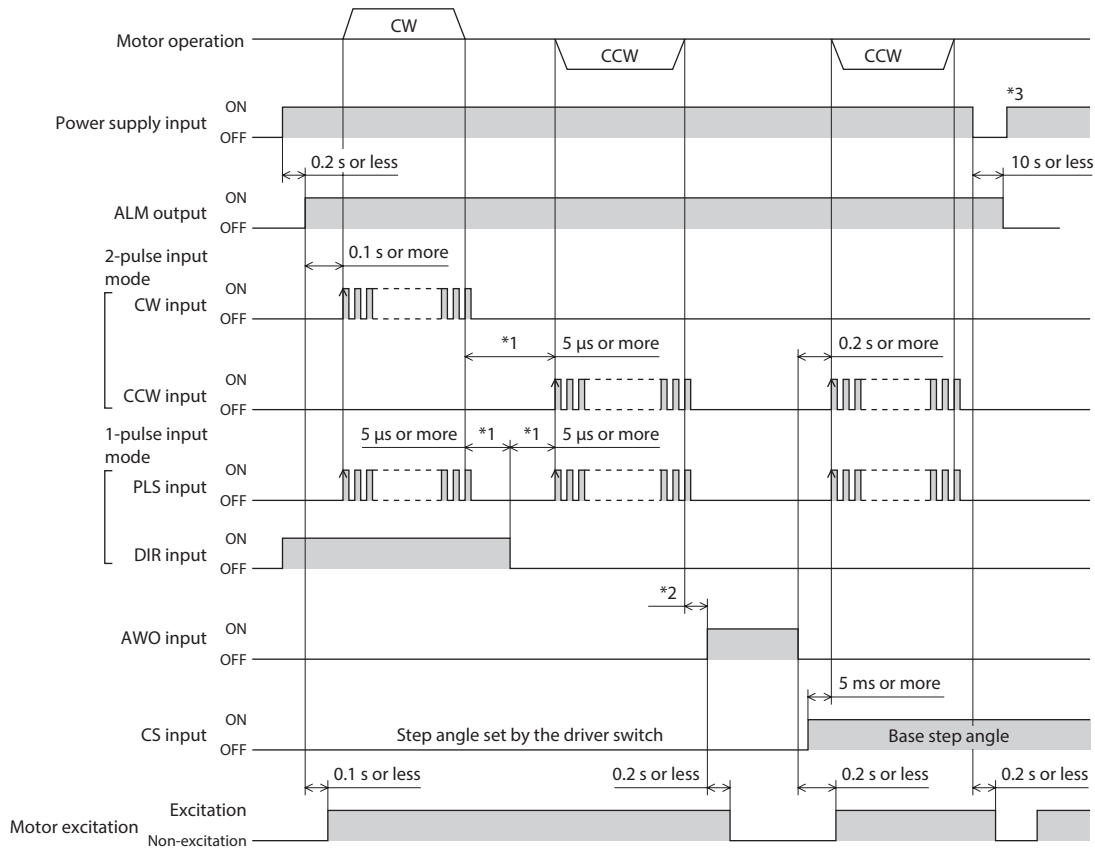 CW
Motor operation
CCW
CCW
*3
ON
Power supply input
OFF
0.2 s or less
10 s or less
ON
ALM output
OFF
2-pulse input
mode
0.1 s or more
ON
CW input
OFF
*1
5 µs or more
0.2 s or more
ON
CCW input
OFF
1-pulse input
mode
5 µs or more
*1
*1
5 µs or more
ON
PLS input
OFF
ON
DIR input
OFF
*2
ON
AWO input
OFF
5 ms or more
ON
CS input
OFF
Step angle set by the driver switch
Base step angle
0.1 s or less
0.2 s or less
0.2 s or less
0.2 s or less
Excitation
Motor excitation
Non-excitation